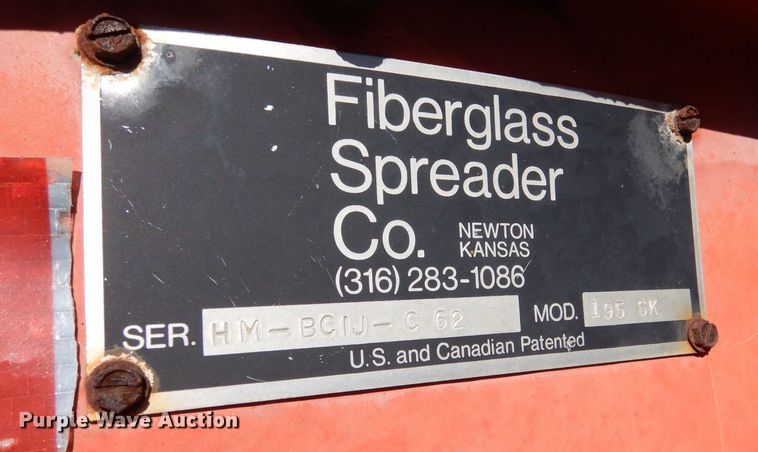 Fiberglass
Spreader
Co. NEWTON KANSAS
(316) 283-1086
SER. HM-BCIJ-C 62 MOD. 195 SK
U.S. and Canadian Patented
Purple Wave Auction